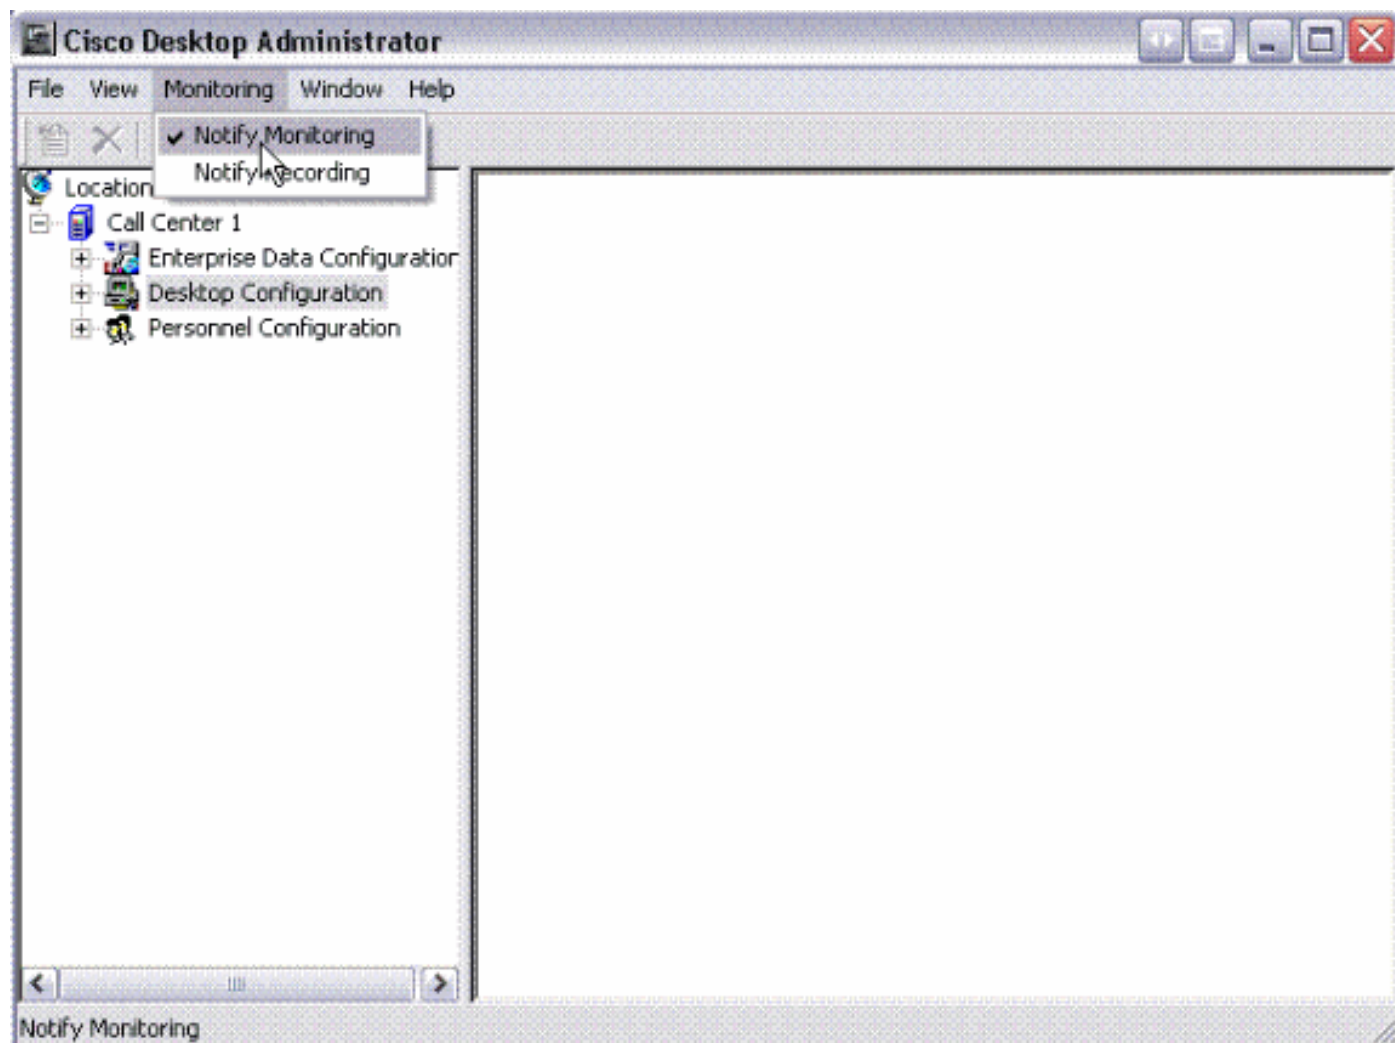 Cisco Desktop Administrator
File View Monitoring Window Help
Notify Monitoring
Notify Recording
Location
Call Center 1
Enterprise Data Configuration
Desktop Configuration
Personnel Configuration
Notify Monitoring